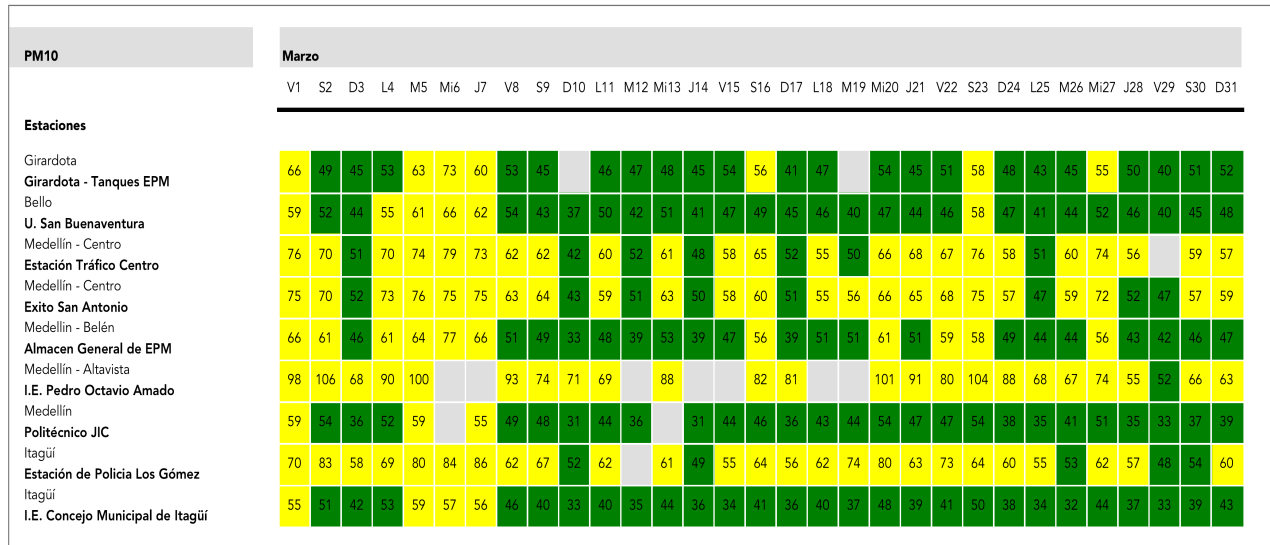 PM10 Marzo
V1 S2 D3 L4 M5 Mi6 J7 V8 S9 D10 L11 M12 Mi13 J14 V15 S16 D17 L18 M19 Mi20 J21 V22 S23 D24 L25 M26 Mi27 J28 V29 S30 D31
Estaciones
Girardota
Girardota - Tanques EPM
66 49 45 53 63 73 60 53 45 46 47 48 45 54 56 41 47 54 45 51 58 48 43 45 55 50 40 51 52
Bello
U. San Buenaventura
59 52 44 55 61 66 62 54 43 37 50 42 51 41 47 49 45 46 40 47 44 46 58 47 41 44 52 46 40 45 48
Medellín - Centro
Estación Tráfico Centro
76 70 51 70 74 79 73 62 62 42 60 52 61 48 58 65 52 55 50 66 68 67 76 58 51 60 74 56 59 57
Medellín - Centro
Exito San Antonio
75 70 52 73 76 75 75 63 64 43 59 51 63 50 58 60 51 55 56 66 65 68 75 57 47 59 72 52 47 57 59
Medellin - Belén
Almacen General de EPM
66 61 46 61 64 77 66 51 49 33 48 39 53 39 47 56 39 51 51 61 51 59 58 49 44 44 56 43 42 46 47
Medellín - Altavista
I.E. Pedro Octavio Amado
98 106 68 90 100 93 74 71 69 88 82 81 101 91 80 104 88 68 67 74 55 52 66 63
Medellín
Politécnico JIC
59 54 36 52 59 55 49 48 31 44 36 31 44 46 36 43 44 54 47 47 54 38 35 41 51 35 33 37 39
Itagüí
Estación de Policia Los Gómez
70 83 58 69 80 84 86 62 67 52 62 61 49 55 64 56 62 74 80 63 73 64 60 55 53 62 57 48 54 60
Itagüí
I.E. Concejo Municipal de Itagüí
55 51 42 53 59 57 56 46 40 33 40 35 44 36 34 41 36 40 37 48 39 41 50 38 34 32 44 37 33 39 43